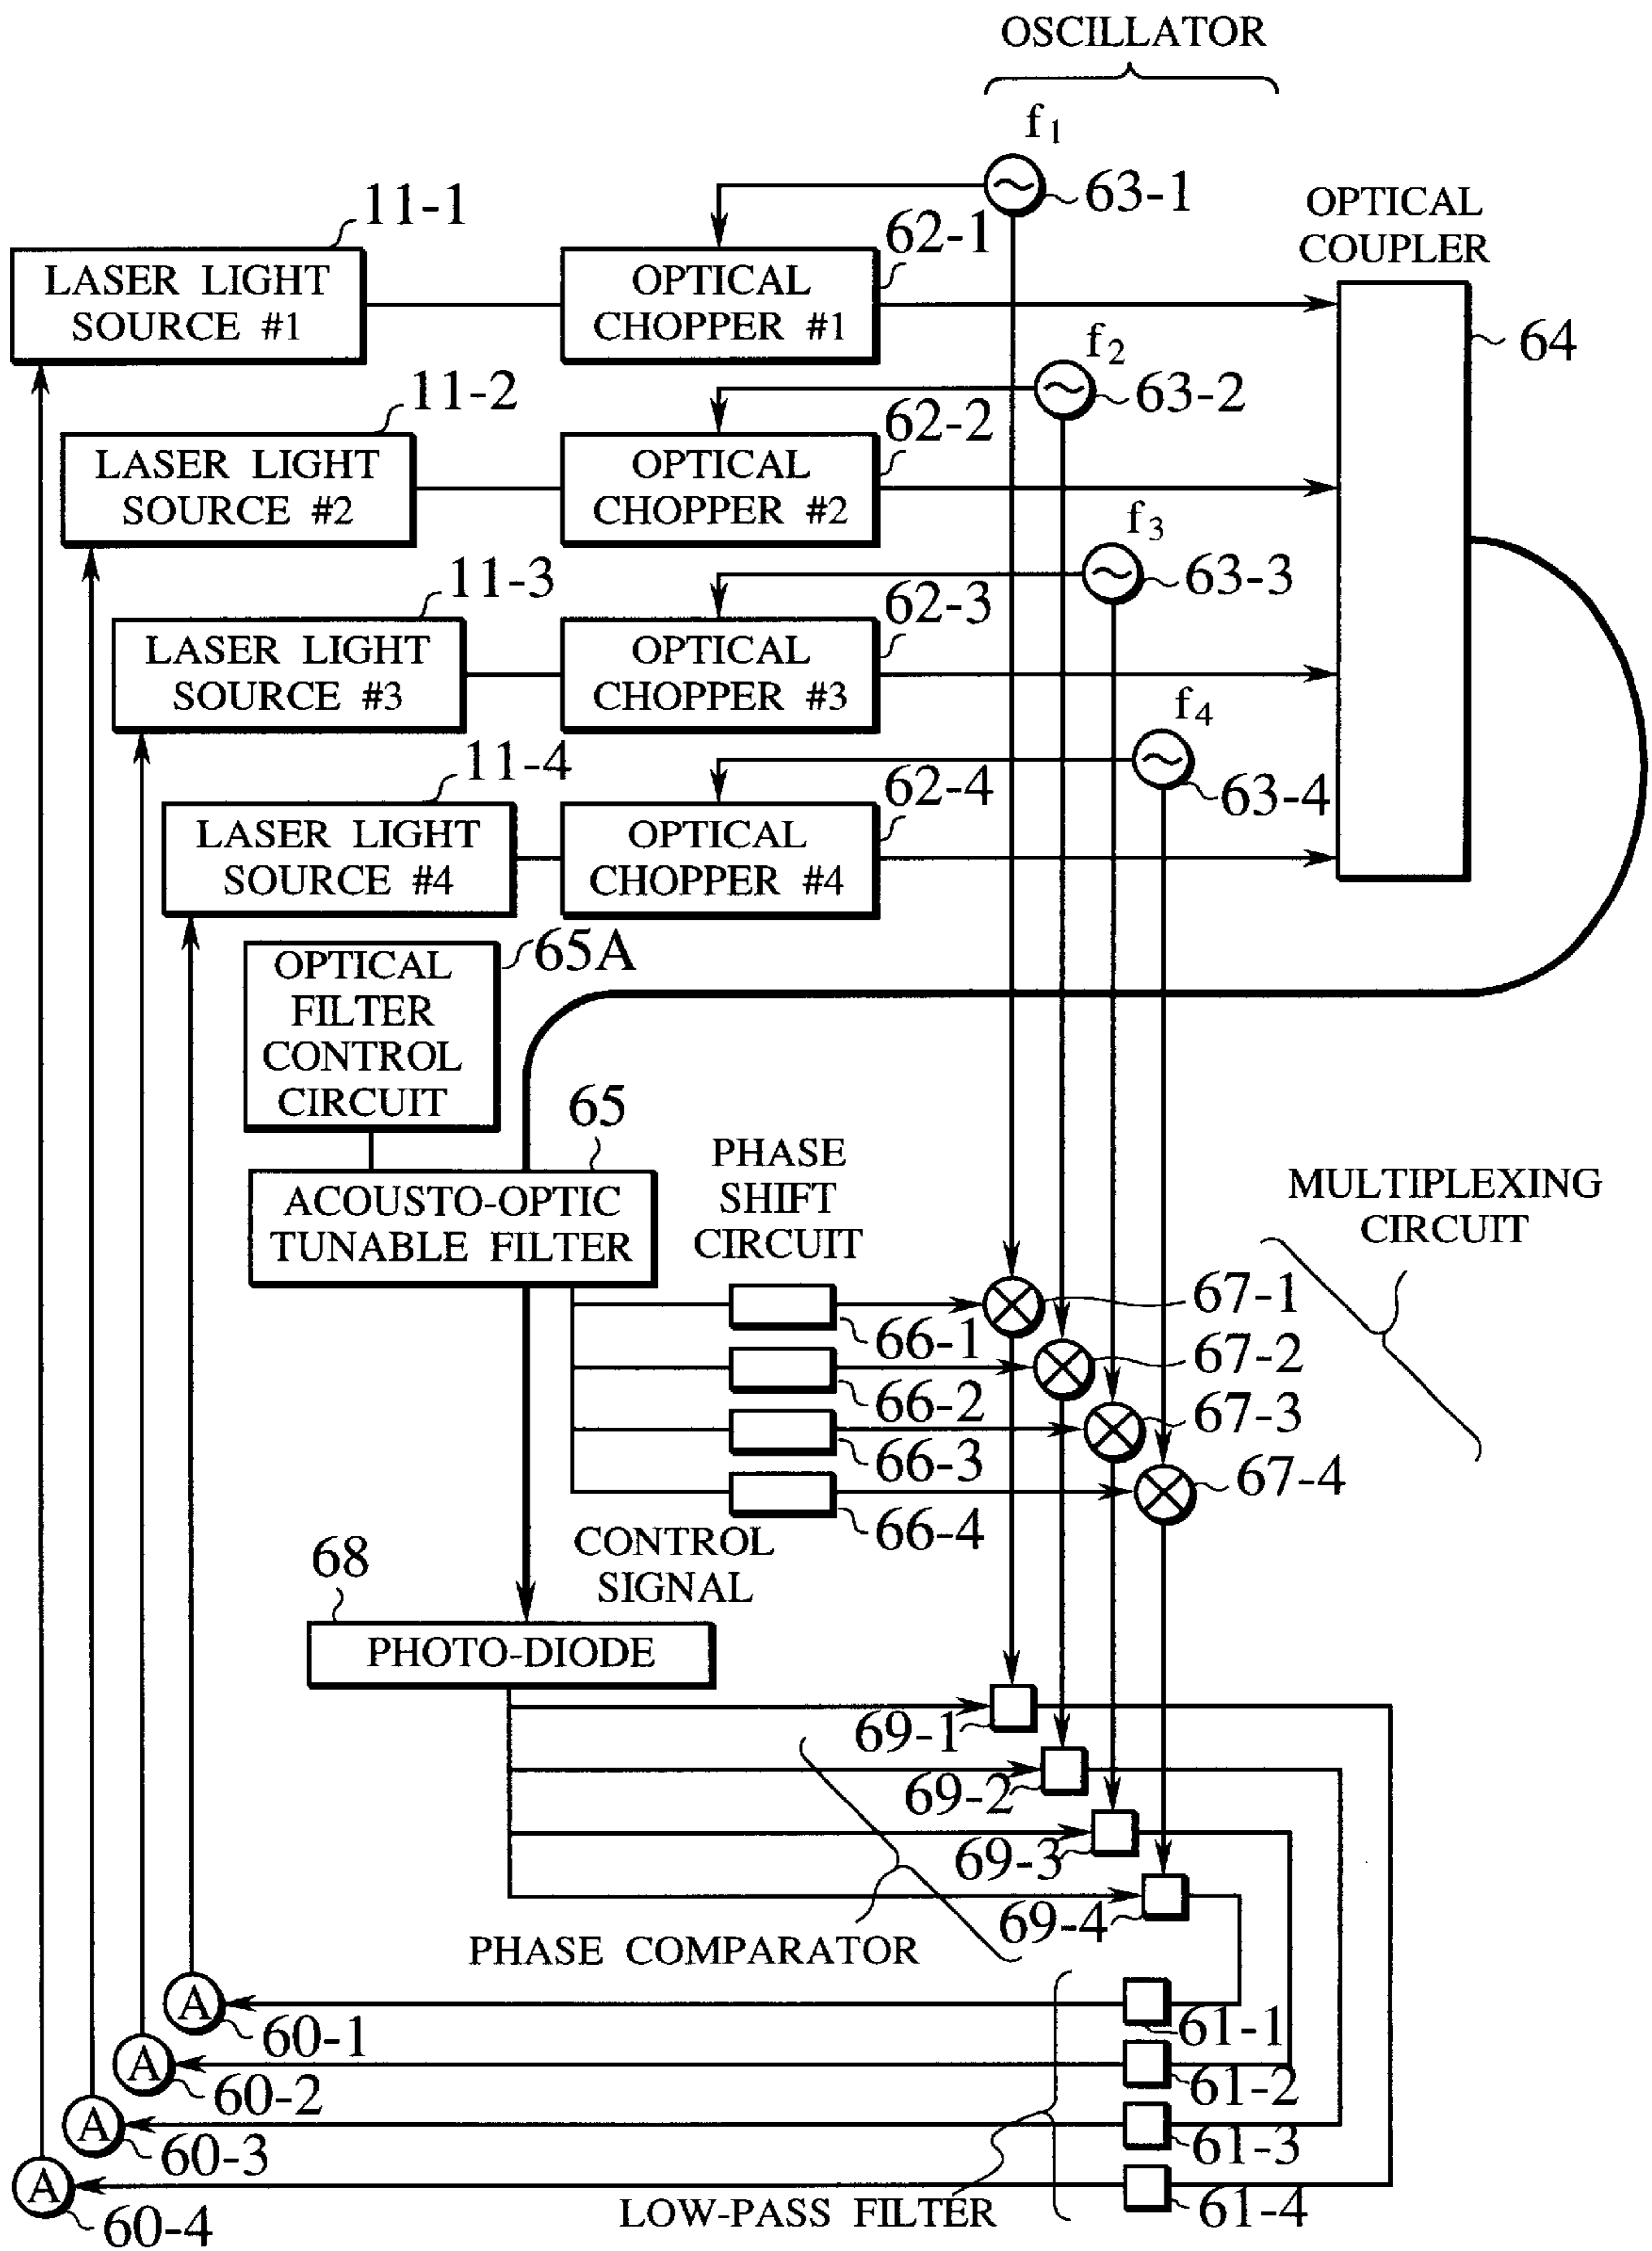 OSCILLATOR
f1
63-1
11-1
62-1
OPTICAL
COUPLER
LASER LIGHT
SOURCE #1
OPTICAL
CHOPPER #1
64
f2
63-2
11-2
62-2
LASER LIGHT
SOURCE #2
OPTICAL
CHOPPER #2
f3
63-3
11-3
62-3
LASER LIGHT
SOURCE #3
OPTICAL
CHOPPER #3
f4
63-4
11-4
62-4
LASER LIGHT
SOURCE #4
OPTICAL
CHOPPER #4
65A
OPTICAL
FILTER
CONTROL
CIRCUIT
65
ACOUSTO-OPTIC
TUNABLE FILTER
PHASE
SHIFT
CIRCUIT
MULTIPLEXING
CIRCUIT
66-1
67-1
66-2
67-2
66-3
67-3
66-4
67-4
CONTROL
SIGNAL
68
PHOTO-DIODE
69-1
69-2
69-3
69-4
PHASE COMPARATOR
A
60-1
61-1
A
60-2
61-2
A
60-3
61-3
A
60-4
61-4
LOW-PASS FILTER